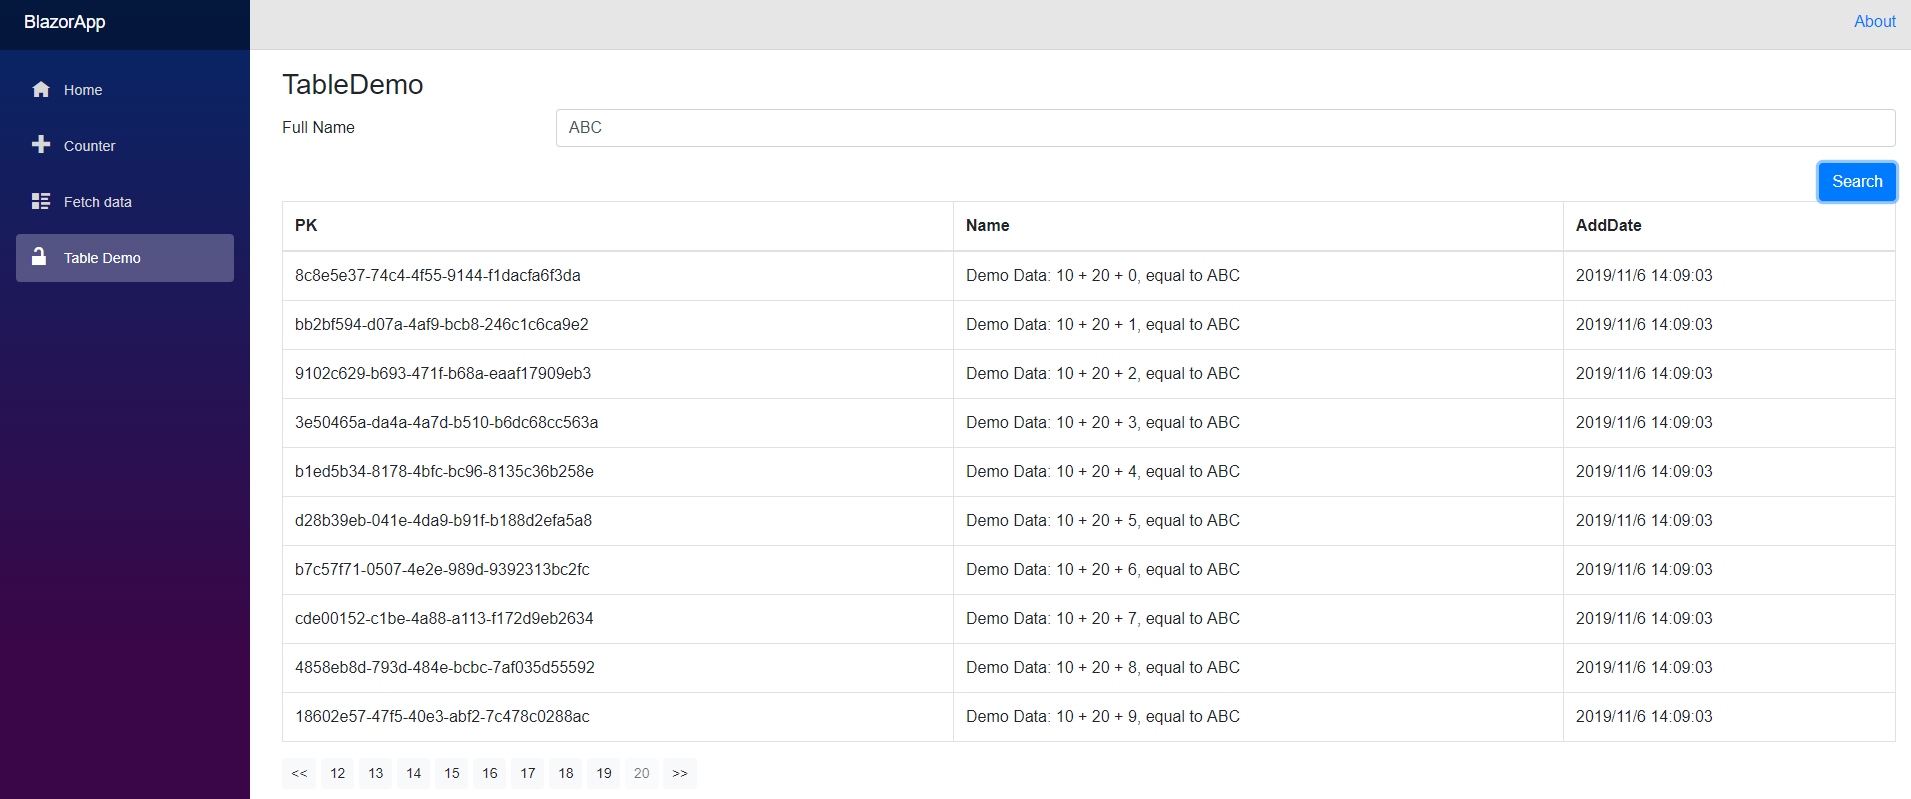 BlazorApp
About
Home
Counter
Fetch data
Table Demo
TableDemo
Full Name ABC
Search
PK Name AddDate
8c8e5e37-74c4-4f55-9144-f1dacfa6f3da Demo Data: 10 + 20 + 0, equal to ABC 2019/11/6 14:09:03
bb2bf594-d07a-4af9-bcb8-246c1c6ca9e2 Demo Data: 10 + 20 + 1, equal to ABC 2019/11/6 14:09:03
9102c629-b693-471f-b68a-eaaf17909eb3 Demo Data: 10 + 20 + 2, equal to ABC 2019/11/6 14:09:03
3e50465a-da4a-4a7d-b510-b6dc68cc563a Demo Data: 10 + 20 + 3, equal to ABC 2019/11/6 14:09:03
b1ed5b34-8178-4bfc-bc96-8135c36b258e Demo Data: 10 + 20 + 4, equal to ABC 2019/11/6 14:09:03
d28b39eb-041e-4da9-b91f-b188d2efa5a8 Demo Data: 10 + 20 + 5, equal to ABC 2019/11/6 14:09:03
b7c57f71-0507-4e2e-989d-9392313bc2fc Demo Data: 10 + 20 + 6, equal to ABC 2019/11/6 14:09:03
cde00152-c1be-4a88-a113-f172d9eb2634 Demo Data: 10 + 20 + 7, equal to ABC 2019/11/6 14:09:03
4858eb8d-793d-484e-bcbc-7af035d55592 Demo Data: 10 + 20 + 8, equal to ABC 2019/11/6 14:09:03
18602e57-47f5-40e3-abf2-7c478c0288ac Demo Data: 10 + 20 + 9, equal to ABC 2019/11/6 14:09:03
<< 12 13 14 15 16 17 18 19 20 >>